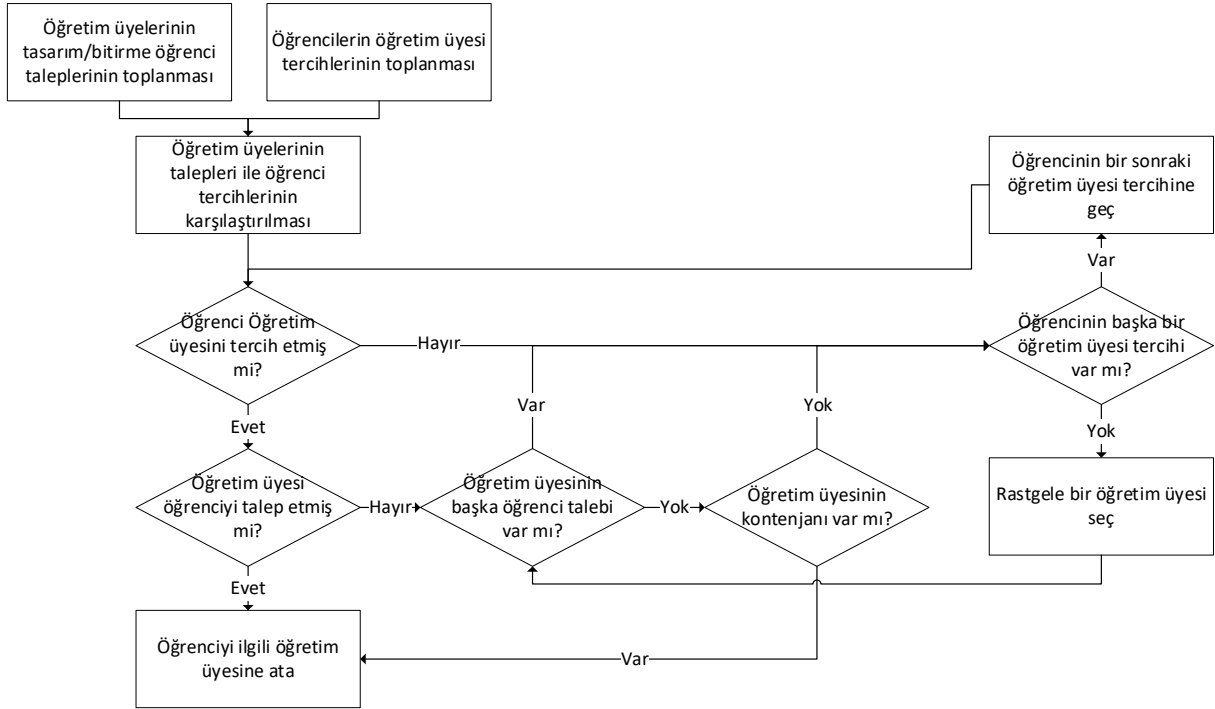 Öğretim üyelerinin
tasarım/bitirme öğrenci
taleplerinin toplanması
Öğrencilerin öğretim üyesi
tercihlerinin toplanması
Öğretim üyelerinin
talepleri ile öğrenci
tercihlerinin
karşılaştırılması
Öğrencinin bir sonraki
öğretim üyesi tercihine
geç
Var
Öğrenci Öğretim
üyesini tercih etmiş
mi?
Hayır
Öğrencinin başka bir
öğretim üyesi tercihi
var mı?
Evet
Var
Yok
Yok
Öğretim üyesi
öğrenciyi talep etmiş
mi?
Hayır
Öğretim üyesinin
başka öğrenci talebi
var mı?
Yok
Öğretim üyesinin
kontenjanı var mı?
Rastgele bir öğretim üyesi
seç
Evet
Öğrenciyi ilgili öğretim
üyesine ata
Var